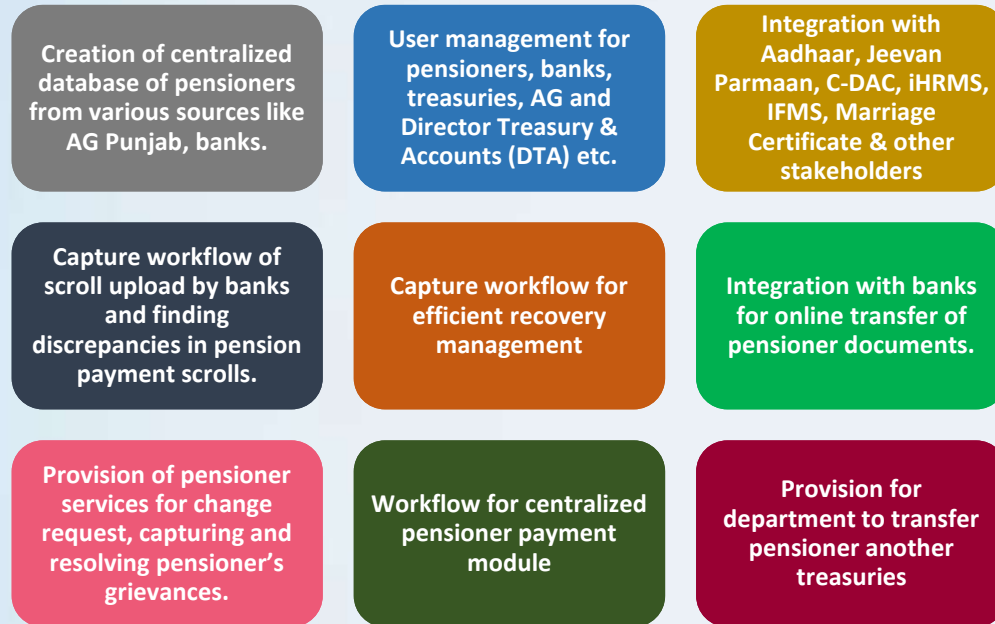 Creation of centralized
database of pensioners
from various sources like
AG Punjab, banks.
User management for
pensioners, banks,
treasuries, AG and
Director Treasury &
Accounts (DTA) etc.
Integration with
Aadhaar, Jeevan
Parmaan, C-DAC, iHRMS,
IFMS, Marriage
Certificate & other
stakeholders
Capture workflow of
scroll upload by banks
and finding
discrepancies in pension
payment scrolls.
Capture workflow for
efficient recovery
management
Integration with banks
for online transfer of
pensioner documents.
Provision of pensioner
services for change
request, capturing and
resolving pensioner’s
grievances.
Workflow for centralized
pensioner payment
module
Provision for
department to transfer
pensioner another
treasuries